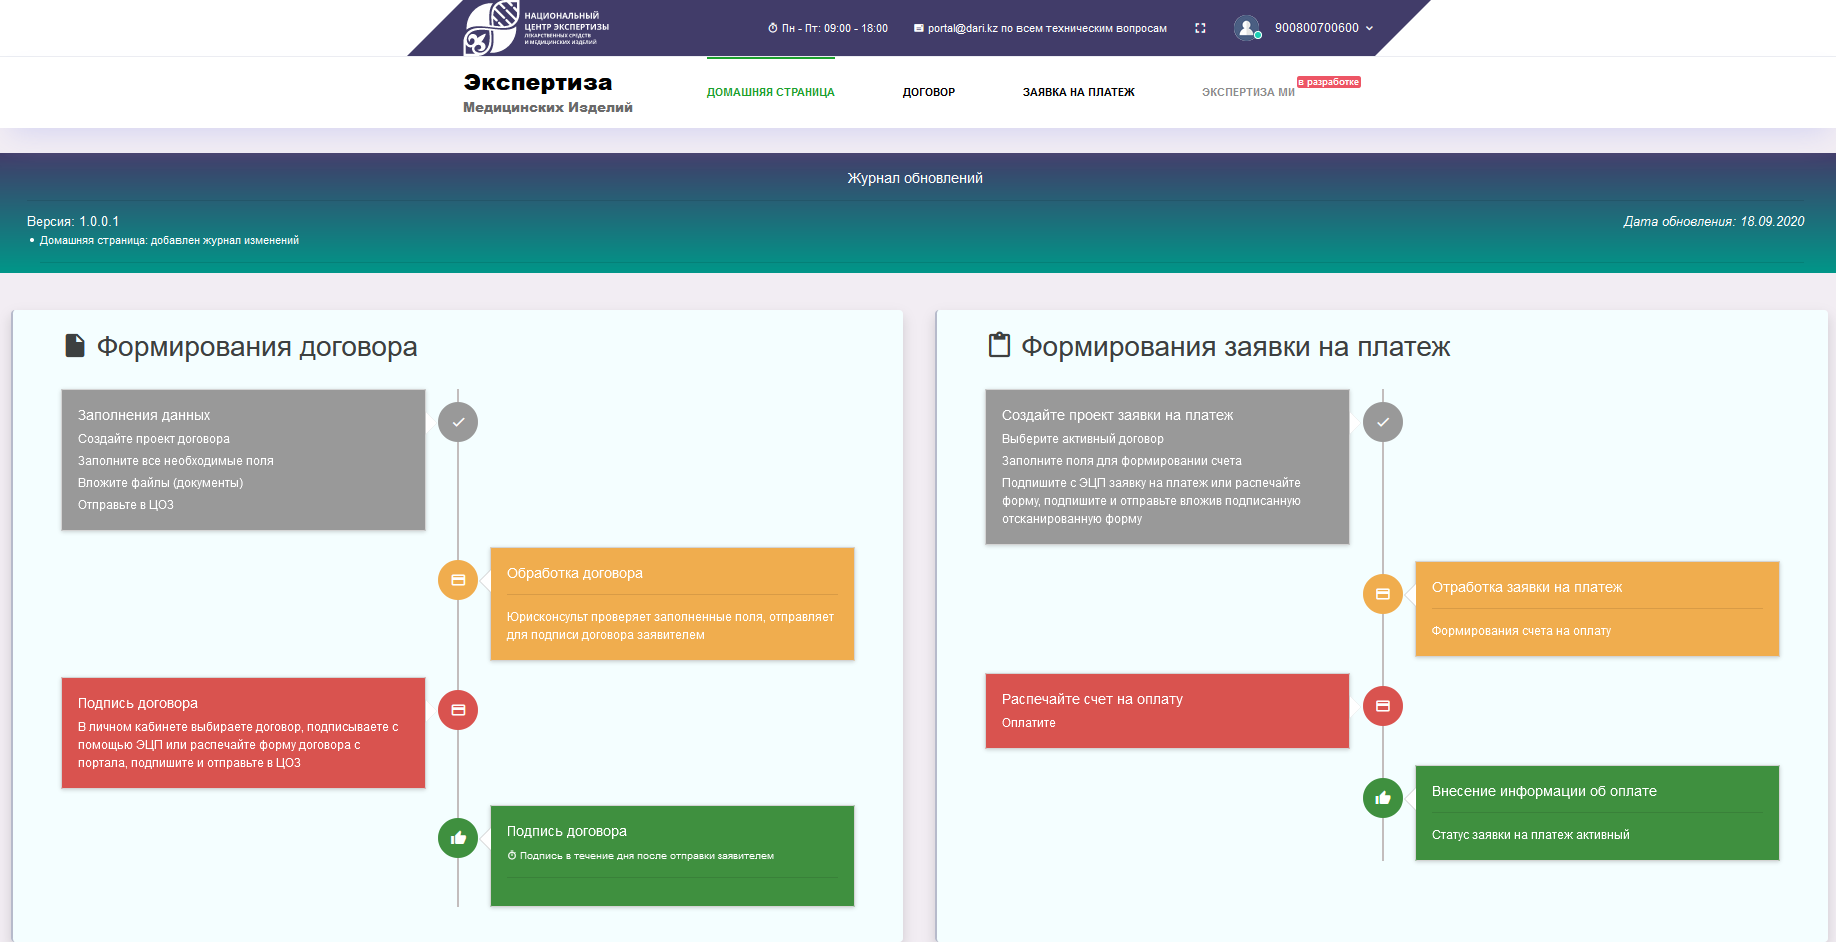 НАЦИОНАЛЬНЫЙ
ЦЕНТР ЭКСПЕРТИЗЫ
ЛЕКАРСТВЕННЫХ СРЕДСТВ
И МЕДИЦИНСКИХ ИЗДЕЛИЙ
Пн - Пт: 09:00 - 18:00
portal@dari.kz по всем техническим вопросам
900800700600
Экспертиза
Медицинских Изделий
ДОМАШНЯЯ СТРАНИЦА
ДОГОВОР
ЗАЯВКА НА ПЛАТЕЖ
ЭКСПЕРТИЗА МИ
в разработке
Журнал обновлений
Версия: 1.0.0.1
Дата обновления: 18.09.2020
Домашняя страница: добавлен журнал изменений
Формирования договора
Заполнения данных
Создайте проект договора
Заполните все необходимые поля
Вложите файлы (документы)
Отправьте в ЦОЗ
Обработка договора
Юрисконсульт проверяет заполненные поля, отправляет
для подписи договора заявителем
Подпись договора
В личном кабинете выбираете договор, подписываете с
помощью ЭЦП или распечайте форму договора с
портала, подпишите и отправьте в ЦОЗ
Подпись договора
Подпись в течение дня после отправки заявителем
Формирования заявки на платеж
Создайте проект заявки на платеж
Выберите активный договор
Заполните поля для формировании счета
Подпишите с ЭЦП заявку на платеж или распечайте
форму, подпишите и отправьте вложив подписанную
отсканированную форму
Отработка заявки на платеж
Формирования счета на оплату
Распечайте счет на оплату
Оплатите
Внесение информации об оплате
Статус заявки на платеж активный